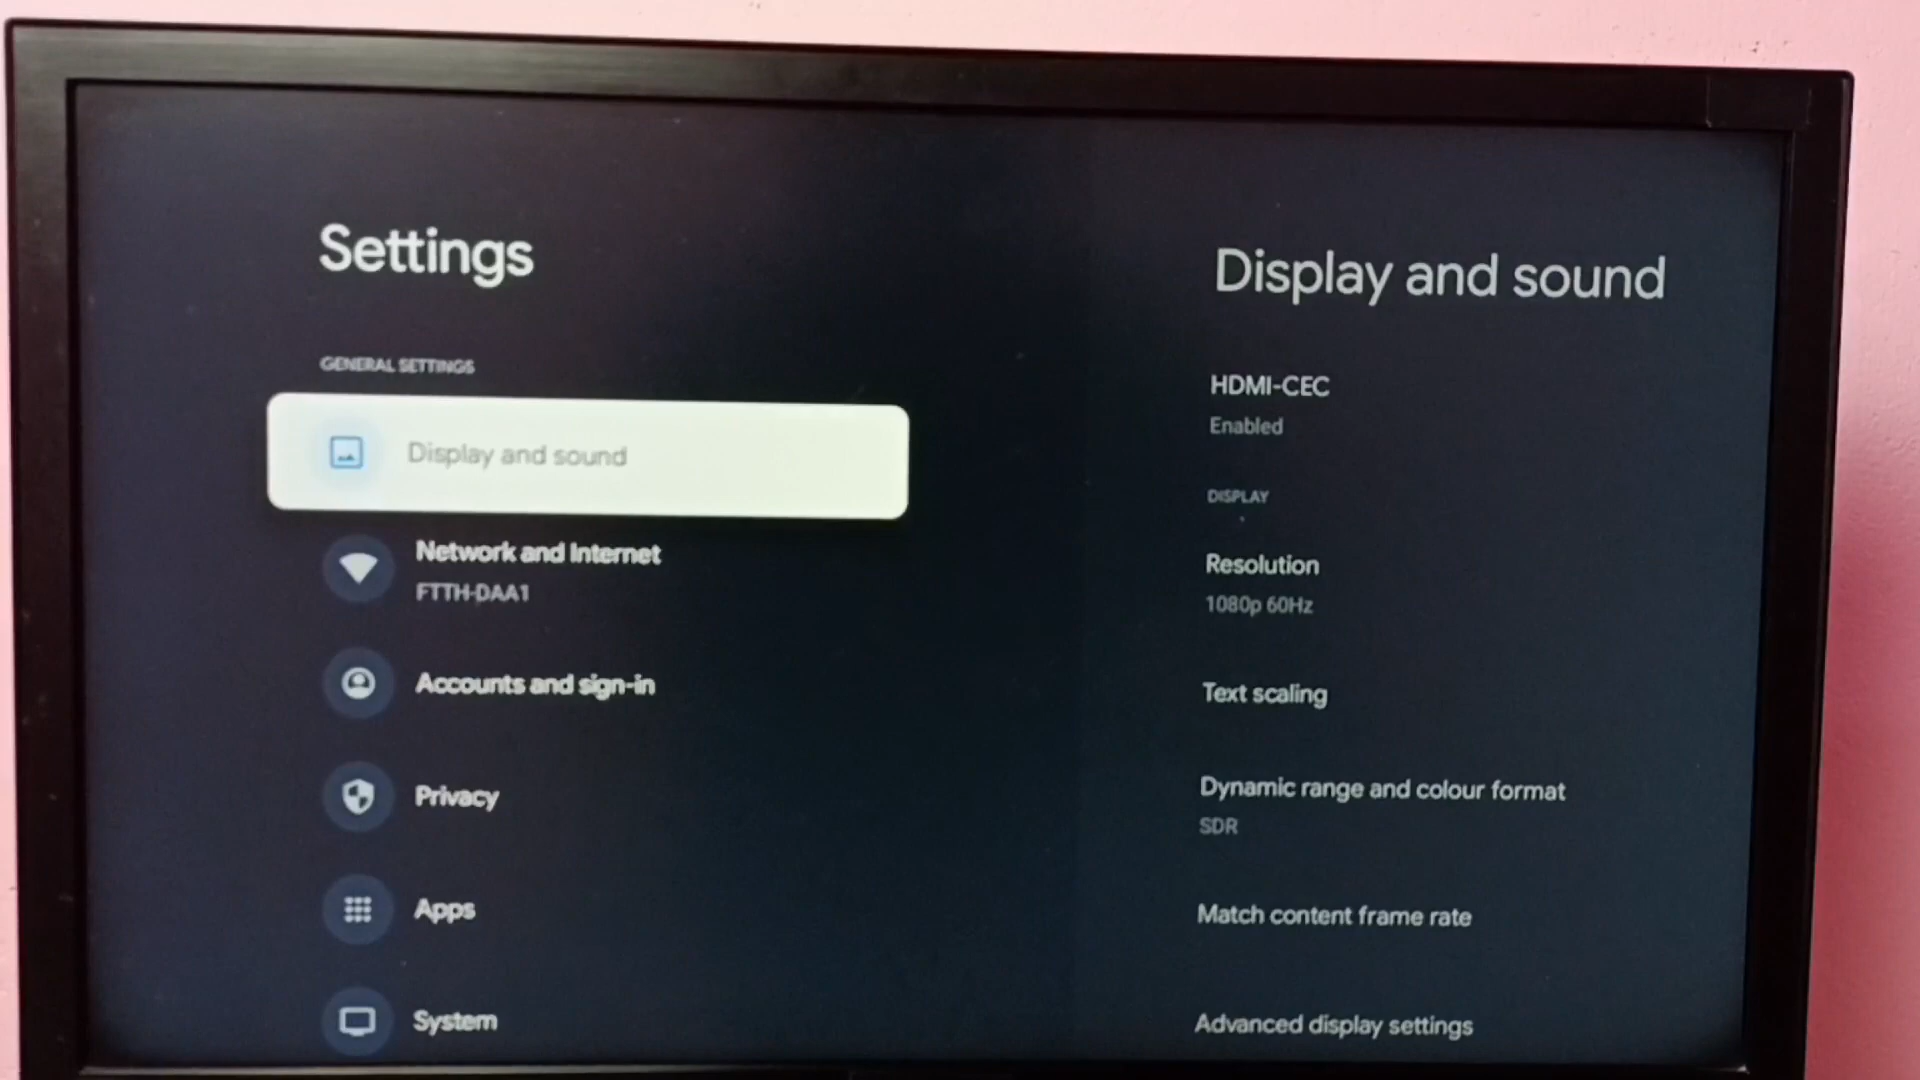 Settings
GENERAL SETTINGS
Display and sound
Network and Internet
FTTH-DAA1
Accounts and sign-in
Privacy
Apps
System
Display and sound
HDMI-CEC
Enabled
DISPLAY
Resolution
1080p 60Hz
Text scaling
Dynamic range and colour format
SDR
Match content frame rate
Advanced display settings